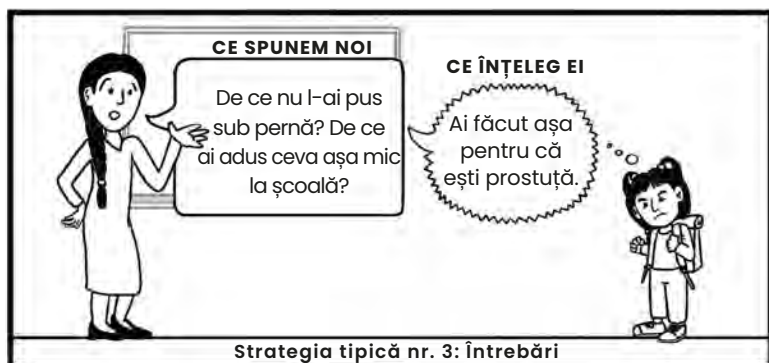 CE SPUNEM NOI
De ce nu l-ai pus
sub pernă? De ce
ai adus ceva așa mic
la școală?
CE ÎNȚELEG EI
Ai făcut așa
pentru că
ești prostuță.
Strategia tipică nr. 3: Întrebări